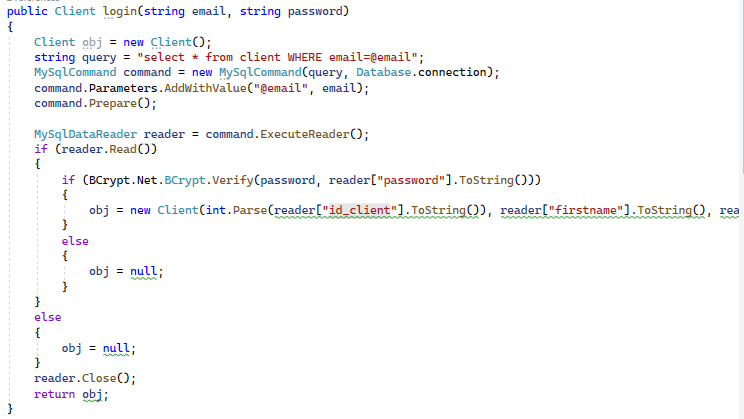 public Client login(string email, string password)
{
Client obj = new Client();
string query = "select * from client WHERE email=@email";
MySqlCommand command = new MySqlCommand(query, Database.connection);
command.Parameters.AddWithValue("@email", email);
command.Prepare();
MySqlDataReader reader = command.ExecuteReader();
if (reader.Read())
{
if (BCrypt.Net.BCrypt.Verify(password, reader["password"].ToString()))
{
obj = new Client(int.Parse(reader["id_client"].ToString()), reader["firstname"].ToString(), rea
}
else
{
obj = null;
}
}
else
{
obj = null;
}
reader.Close();
return obj;
}